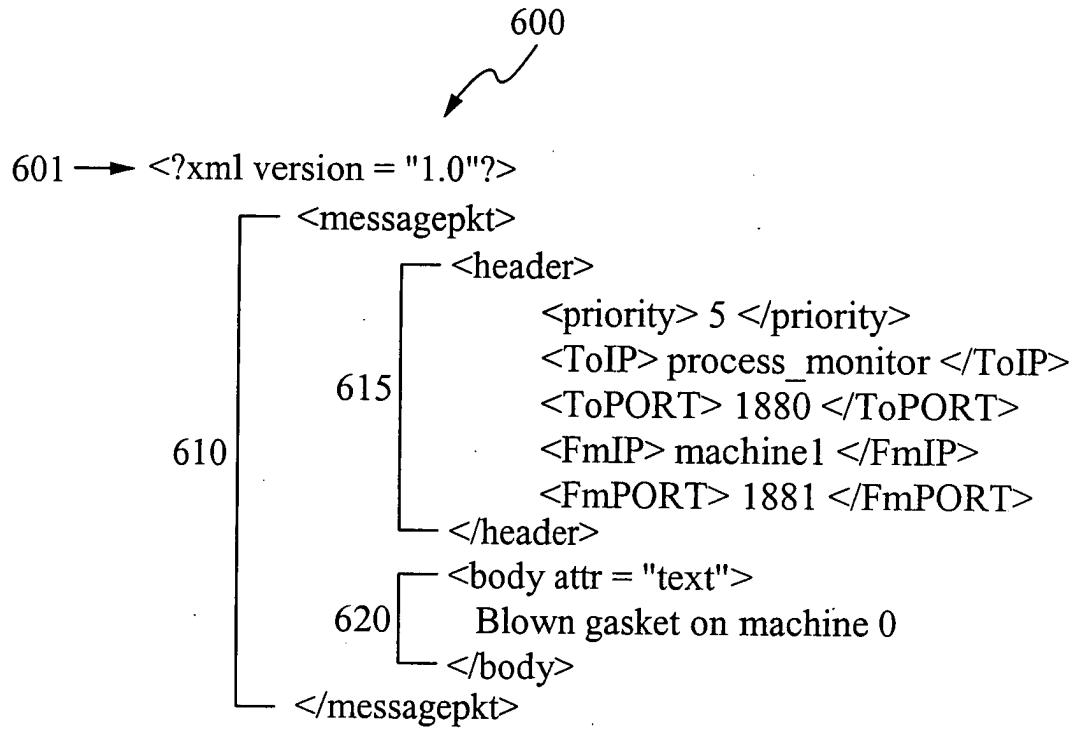 600
601 <?xml version = "1.0"?>
<messagepkt>
<header>
<priority> 5 </priority>
<ToIP> process_monitor </ToIP>
615
<ToPORT> 1880 </ToPORT>
610 <FmIP> machine1 </FmIP>
<FmPORT> 1881 </FmPORT>
</header>
<body attr = "text">
620 Blown gasket on machine 0
</body>
</messagepkt>